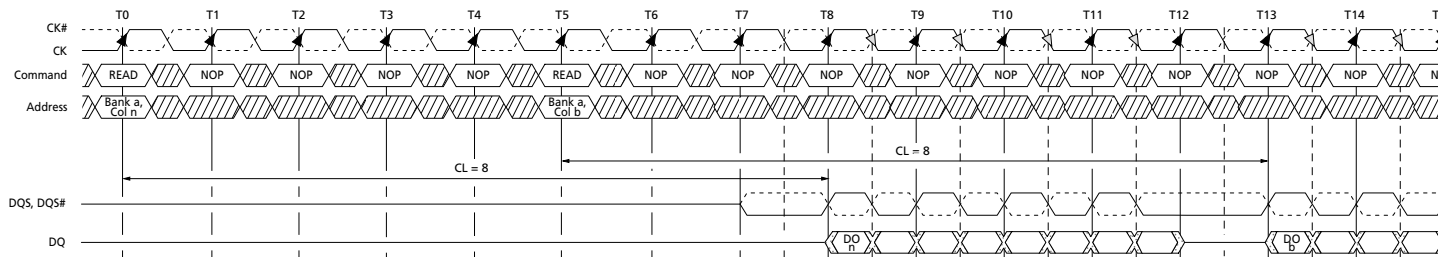 T0 T1 T2 T3 T4 T5 T6 T7 T8 T9 T10 T11 T12 T13 T14 T
CK#
CK
Command READ NOP NOP NOP NOP READ NOP NOP NOP NOP NOP NOP NOP NOP NOP N
Address Bank a, Col n Bank a, Col b
CL = 8
CL = 8
DQS, DQS#
DQ DO n DO b